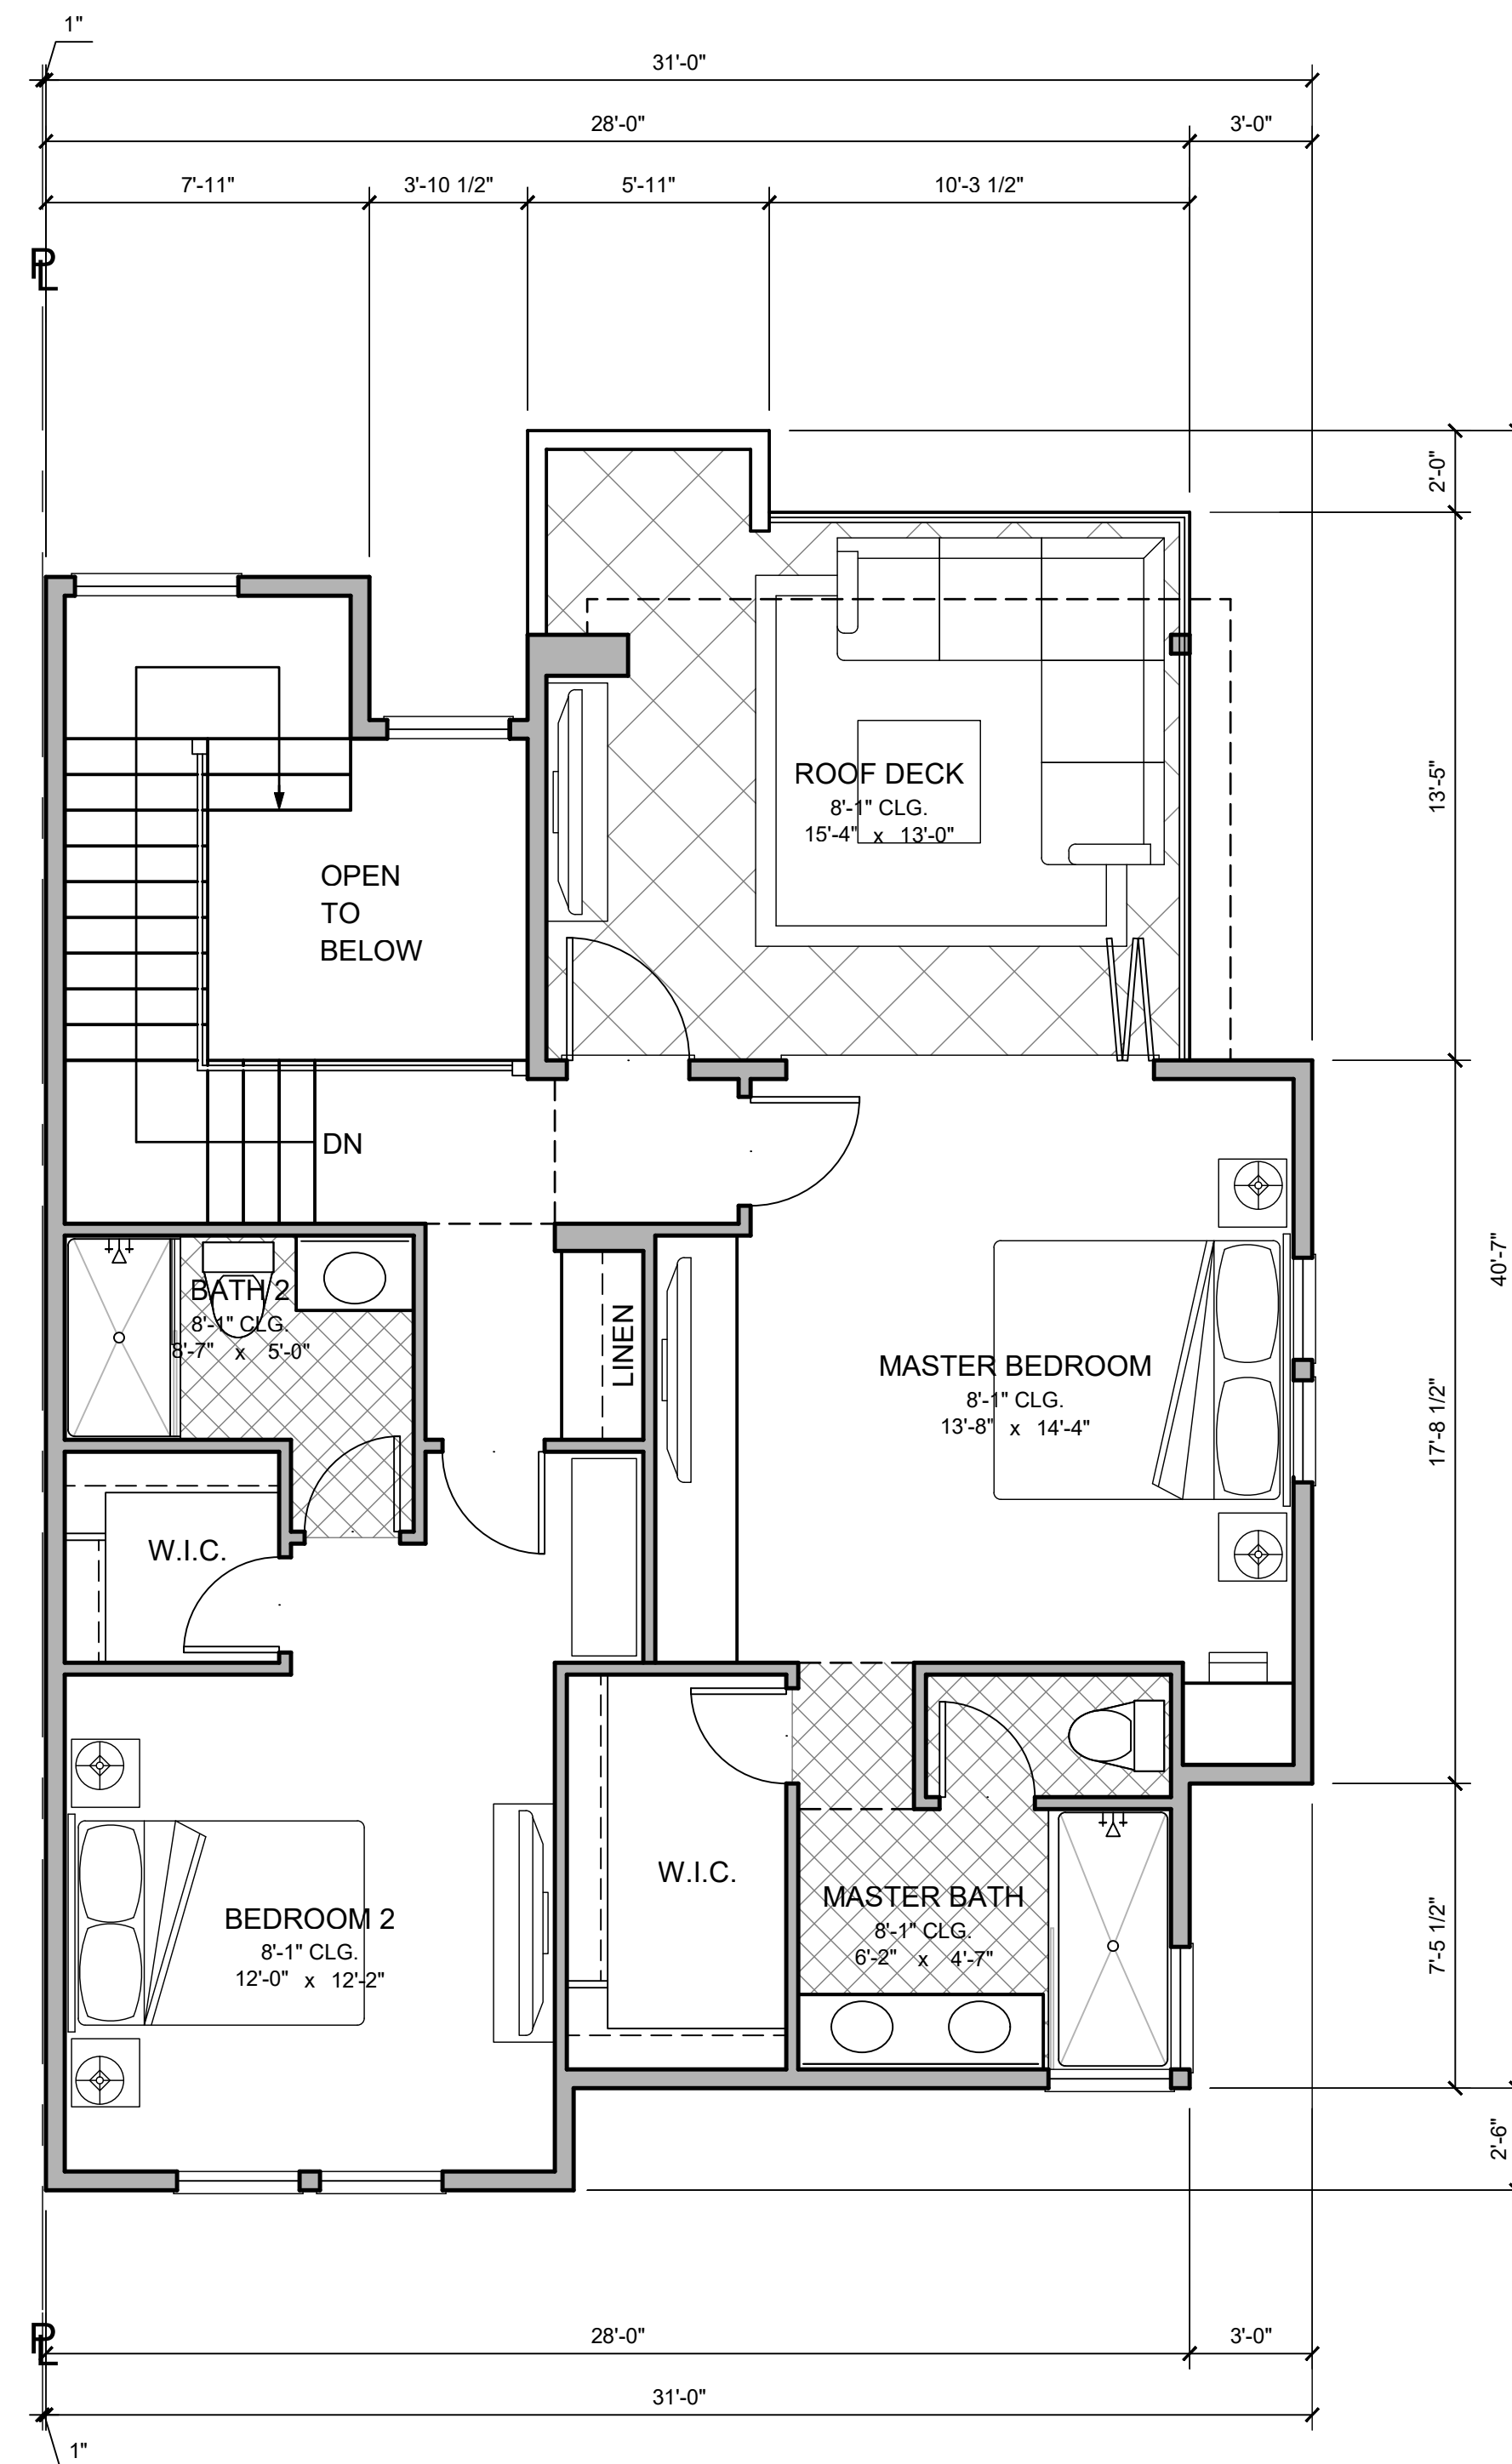 1"
31'-0"
28'-0"
3'-0"
7'-11"
3'-10 1/2"
5'-11"
10'-3 1/2"
PL
2'-0"
13'-5"
ROOF DECK
8'-1" CLG.
15'-4" x 13'-0"
OPEN
TO
BELOW
DN
40'-7"
BATH 2
8'-1" CLG.
8'-7" x 5'-0"
LINEN
MASTER BEDROOM
8'-1" CLG.
13'-8" x 14'-4"
17'-8 1/2"
W.I.C.
W.I.C.
MASTER BATH
8'-1" CLG.
6'-2" x 4'-7"
BEDROOM 2
8'-1" CLG.
12'-0" x 12'-2"
7'-5 1/2"
2'-6"
PL
28'-0"
3'-0"
31'-0"
1"